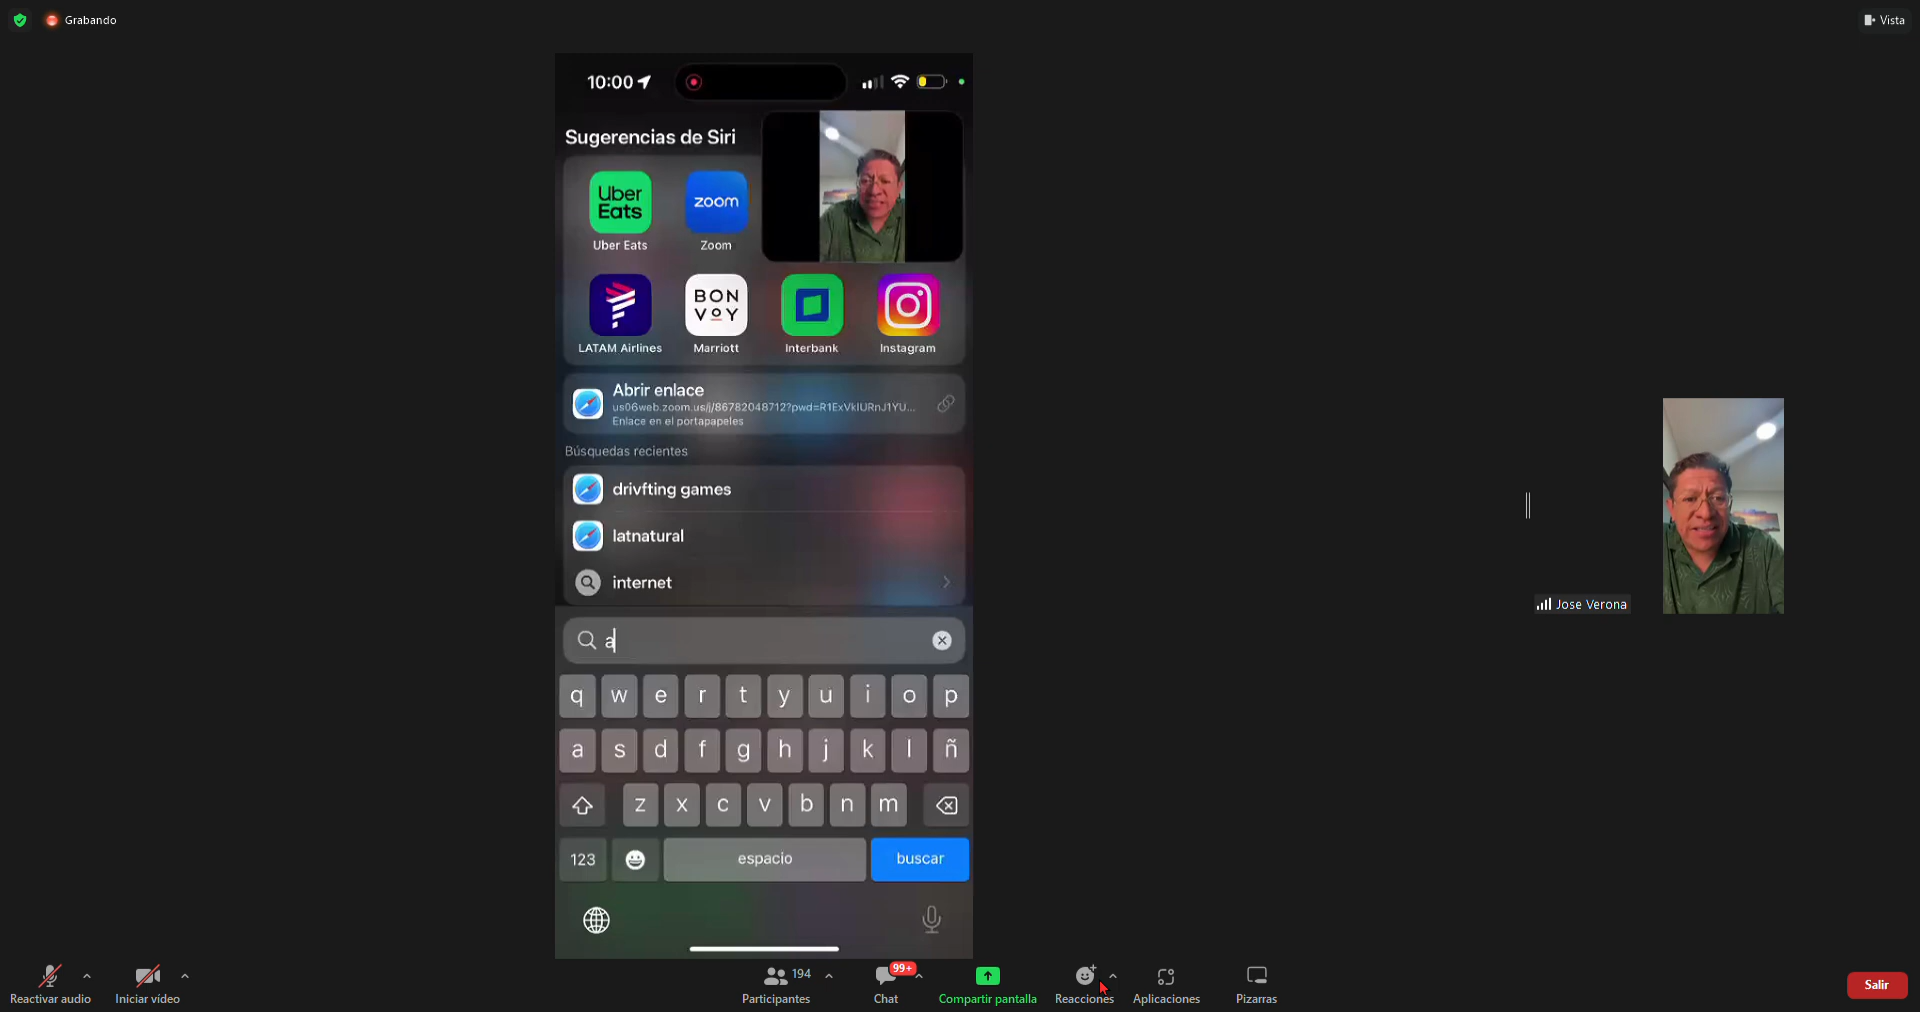 Grabando
Vista
10:00
Sugerencias de Siri
Uber Eats
zoom
Uber Eats
Zoom
BON VOY
LATAM Airlines
Marriott
Interbank
Instagram
Abrir enlace
us06web.zoom.us/j/86782048712?pwd=R1ExVklURnJ1YU...
Enlace en el portapapeles
Búsquedas recientes
drivfting games
latnatural
internet
a
q w e r t y u i o p
a s d f g h j k l ñ
z x c v b n m
123 espacio buscar
Jose Verona
Reactivar audio
Iniciar vídeo
194
Participantes
99+
Chat
Compartir pantalla
Reacciones
Aplicaciones
Pizarras
Salir